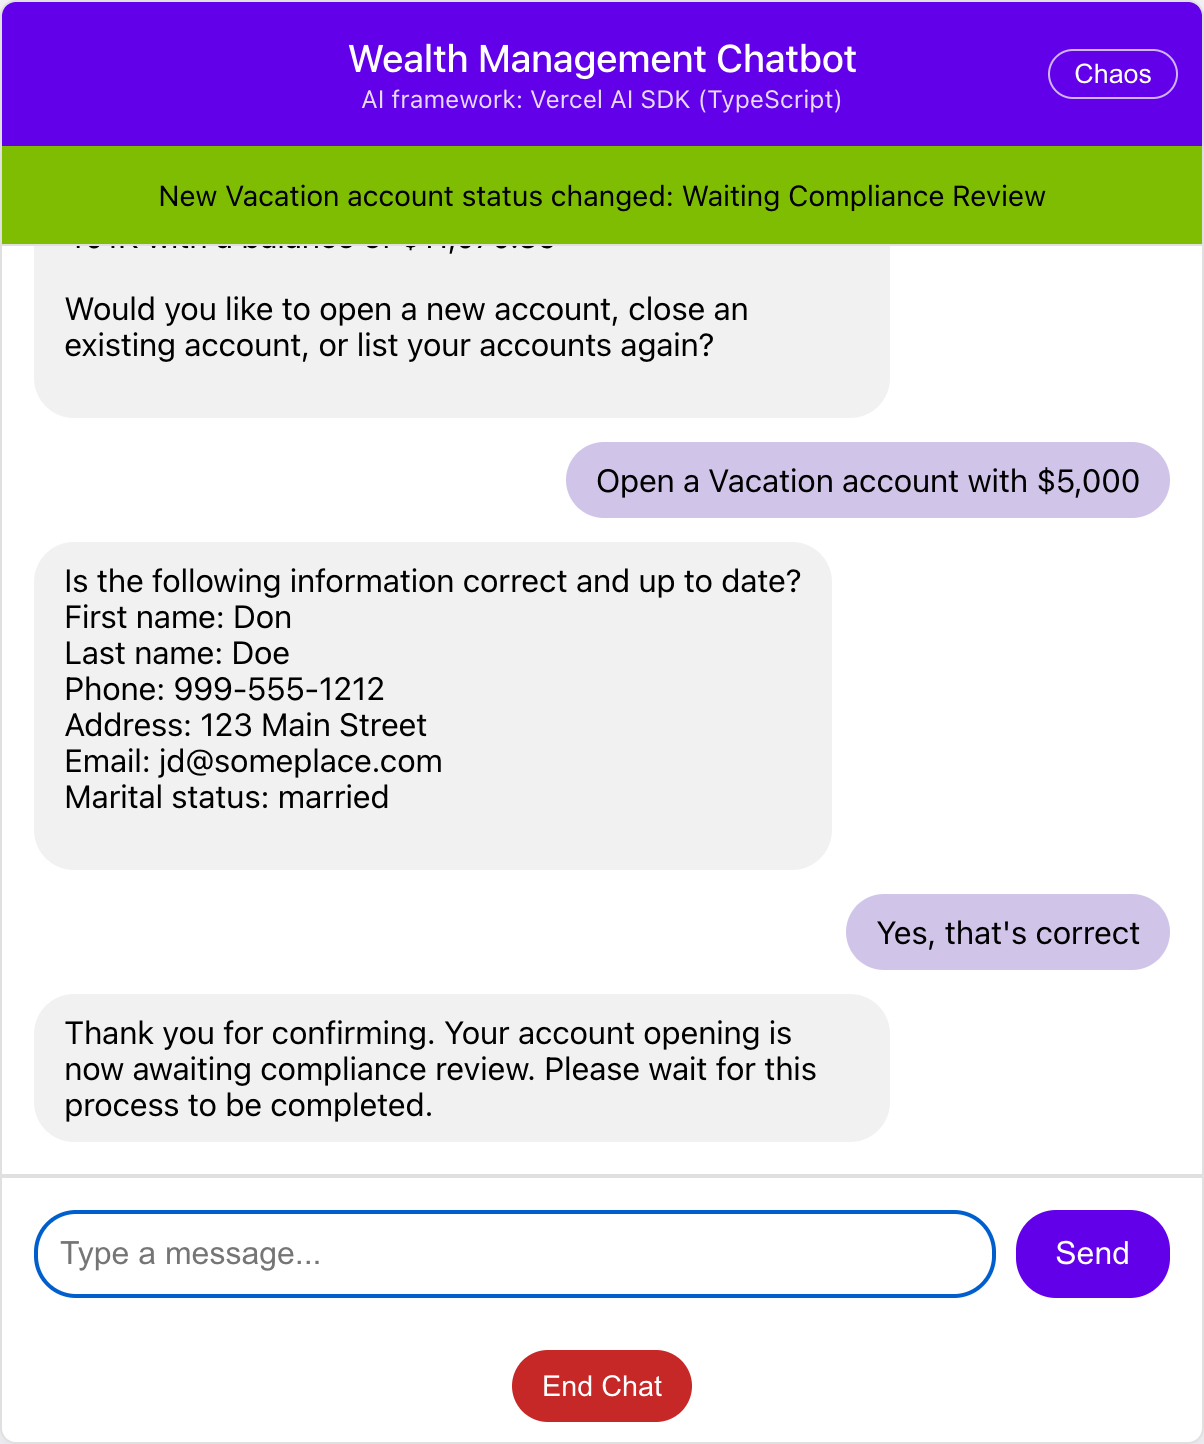 Wealth Management Chatbot
AI framework: Vercel AI SDK (TypeScript)
Chaos
New Vacation account status changed: Waiting Compliance Review
Would you like to open a new account, close an
existing account, or list your accounts again?
Open a Vacation account with $5,000
Is the following information correct and up to date?
First name: Don
Last name: Doe
Phone: 999-555-1212
Address: 123 Main Street
Email: jd@someplace.com
Marital status: married
Yes, that's correct
Thank you for confirming. Your account opening is
now awaiting compliance review. Please wait for this
process to be completed.
Type a message...
Send
End Chat